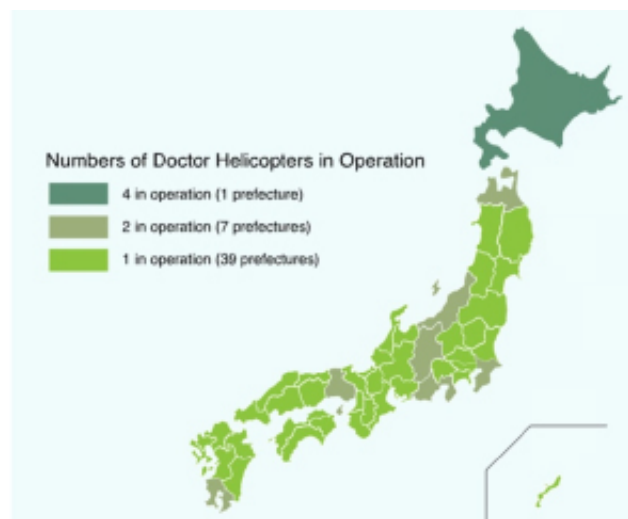 Numbers of Doctor Helicopters in Operation
4 in operation (1 prefecture)
2 in operation (7 prefectures)
1 in operation (39 prefectures)